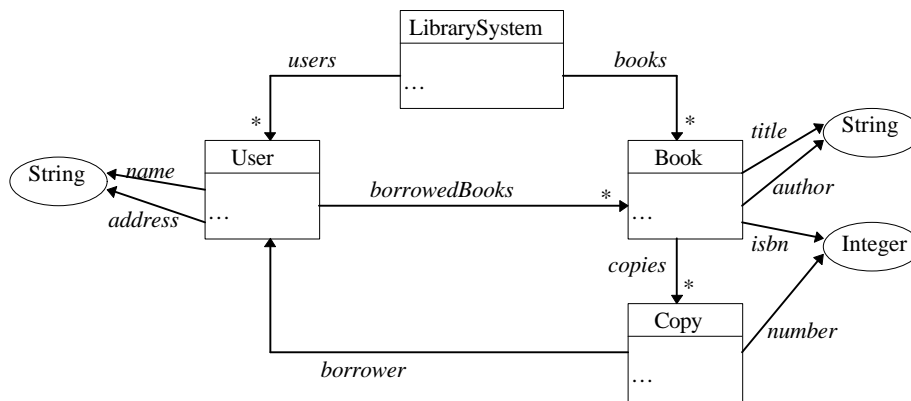 LibrarySystem
users
books
…
*
*
String
User
Book
title
String
name
borrowedBooks
*
author
address
…
…
isbn
Integer
copies
*
Copy
number
borrower
…